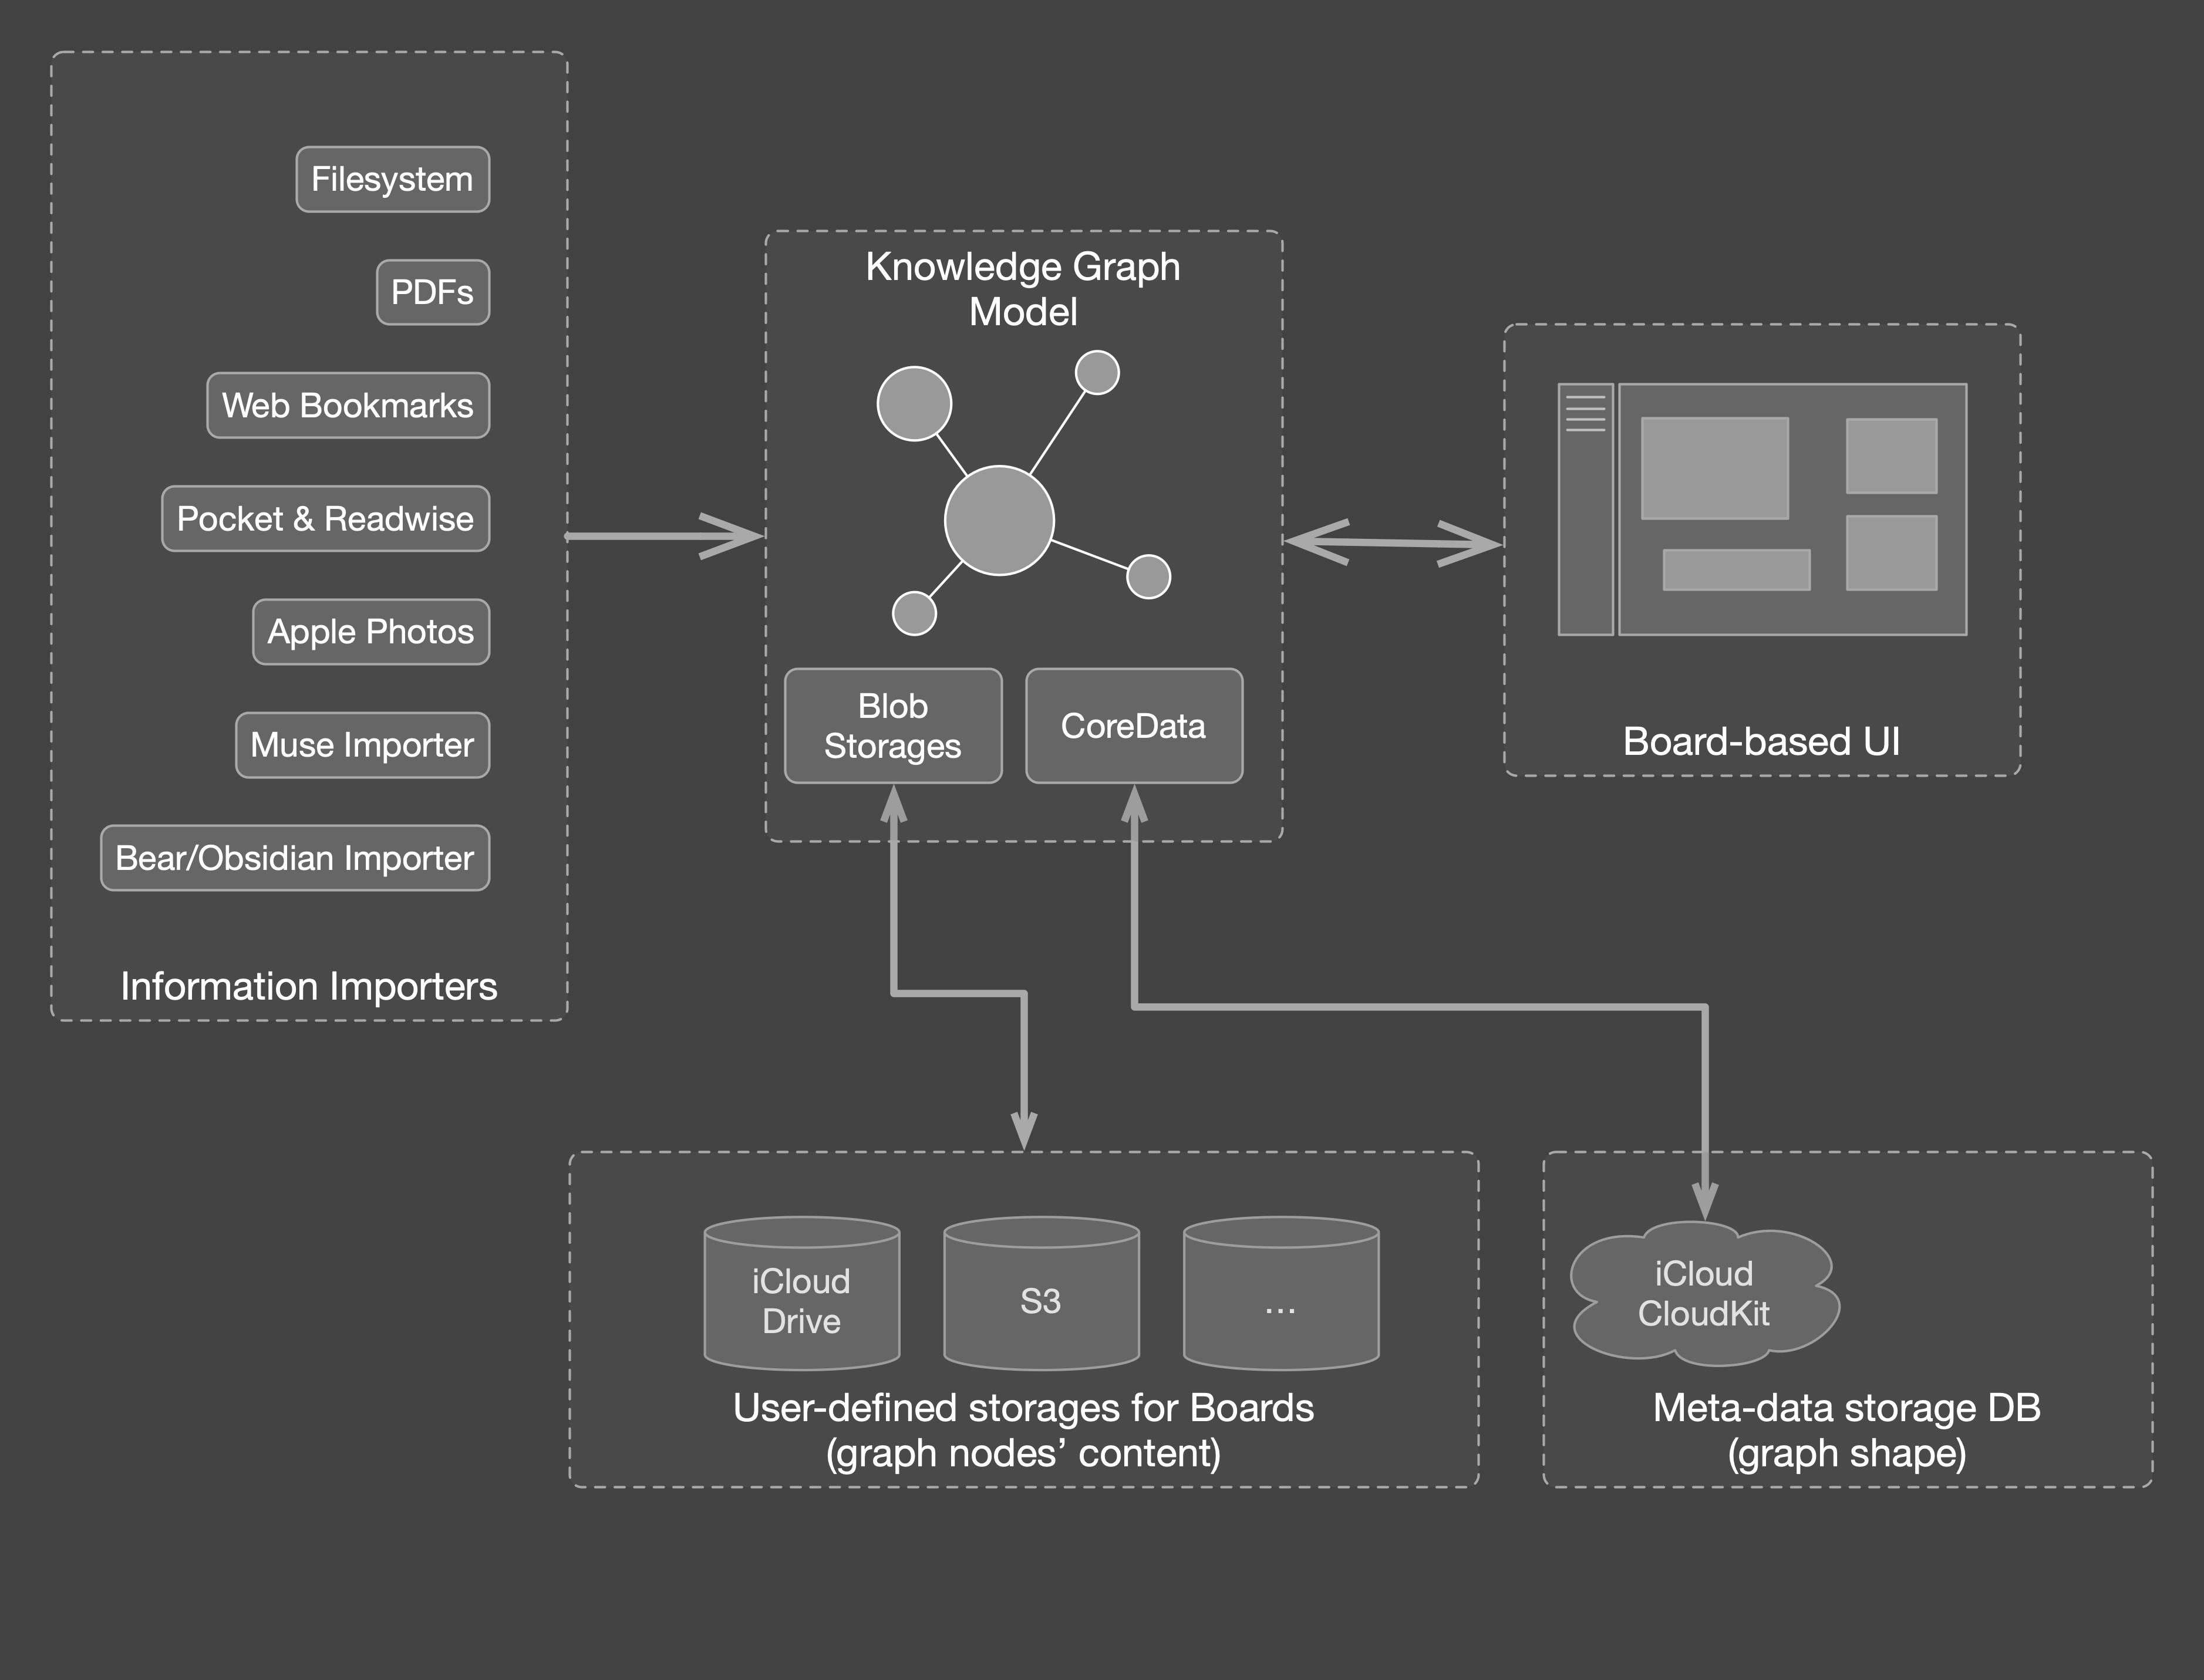 Filesystem
PDFs
Web Bookmarks
Pocket & Readwise
Apple Photos
Muse Importer
Bear/Obsidian Importer
Information Importers
Knowledge Graph
Model
Blob
Storages
CoreData
Board-based UI
iCloud
Drive
S3
...
User-defined storages for Boards
(graph nodes’ content)
iCloud
CloudKit
Meta-data storage DB
(graph shape)